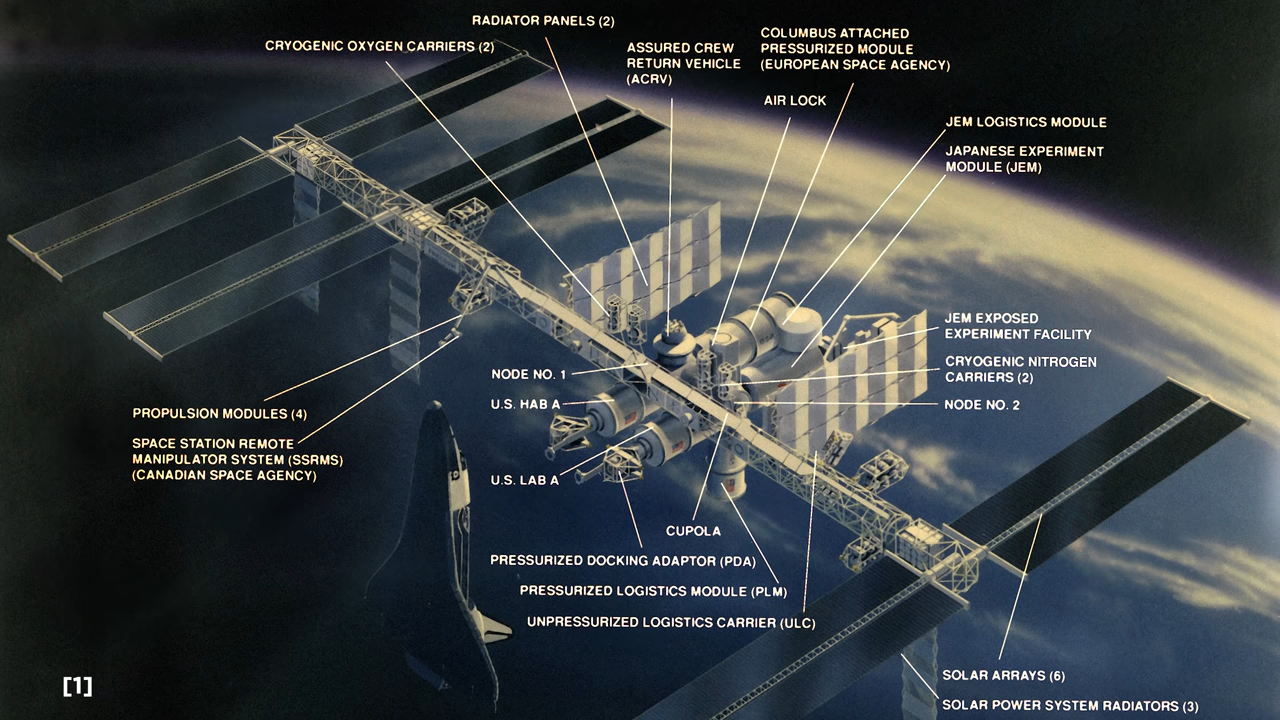 RADIATOR PANELS (2)
CRYOGENIC OXYGEN CARRIERS (2)
ASSURED CREW
RETURN VEHICLE
(ACRV)
COLUMBUS ATTACHED
PRESSURIZED MODULE
(EUROPEAN SPACE AGENCY)
AIR LOCK
JEM LOGISTICS MODULE
JAPANESE EXPERIMENT
MODULE (JEM)
JEM EXPOSED
EXPERIMENT FACILITY
CRYOGENIC NITROGEN
CARRIERS (2)
NODE NO. 2
NODE NO. 1
U.S. HAB A
U.S. LAB A
PROPULSION MODULES (4)
SPACE STATION REMOTE
MANIPULATOR SYSTEM (SSRMS)
(CANADIAN SPACE AGENCY)
CUPOLA
PRESSURIZED DOCKING ADAPTOR (PDA)
PRESSURIZED LOGISTICS MODULE (PLM)
UNPRESSURIZED LOGISTICS CARRIER (ULC)
SOLAR ARRAYS (6)
SOLAR POWER SYSTEM RADIATORS (3)
[1]